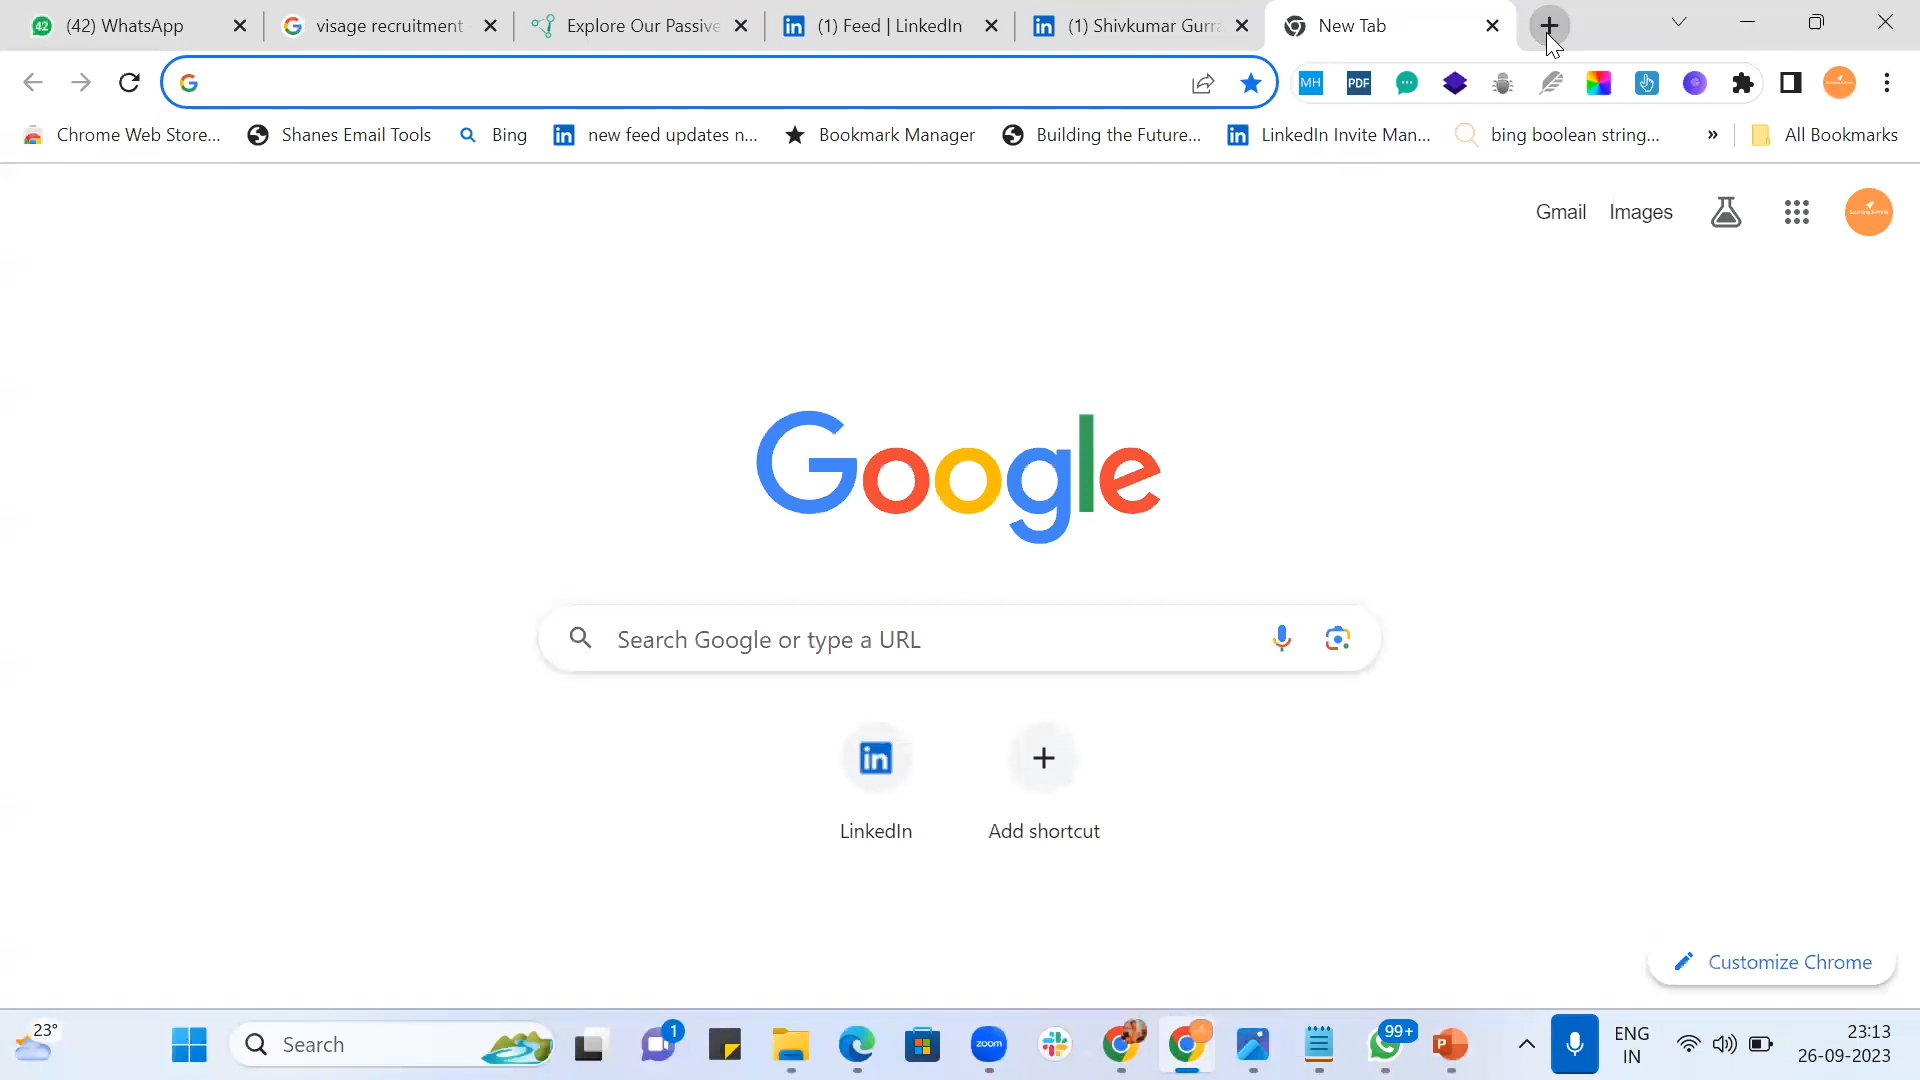 42 (42) WhatsApp
visage recruitment
Explore Our Passive
(1) Feed | LinkedIn
(1) Shivkumar Gurra
New Tab
MH
PDF
Chrome Web Store...
Shanes Email Tools
Bing
new feed updates n...
Bookmark Manager
Building the Future...
LinkedIn Invite Man...
bing boolean string...
»
All Bookmarks
Gmail
Images
Google
Search Google or type a URL
LinkedIn
Add shortcut
Customize Chrome
23°
Search
1
zoom
99+
ENG
IN
23:13
26-09-2023